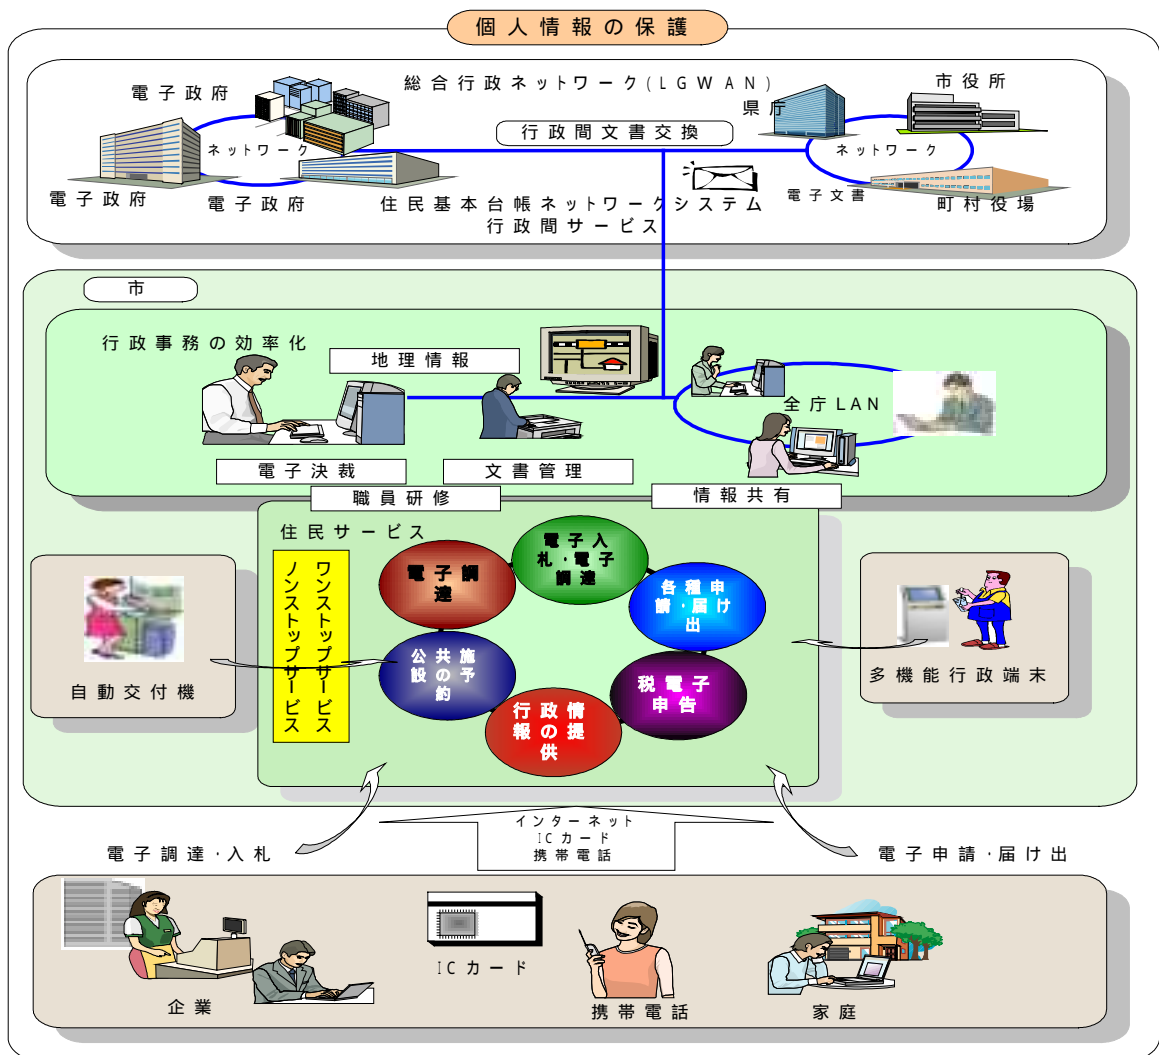 個人情報の保護
総合行政ネットワーク(LGWAN)
電子政府
県庁
市役所
行政間文書交換
ネットワーク
ネットワーク
電子政府
電子政府
住民基本台帳ネットワークシステム
行政間サービス
電子文書
町村役場
市
行政事務の効率化
地理情報
全庁LAN
電子決裁
文書管理
職員研修
情報共有
住民サービス
ワンストップサービス
ノンストップサービス
電子調
達
電子入
札・電子
調達
各種申
請・届け
出
公共施
設の予
約
税電子
申告
行政情
報の提
供
自動交付機
多機能行政端末
インターネット
ICカード
携帯電話
電子調達・入札
電子申請・届け出
企業
ICカード
携帯電話
家庭